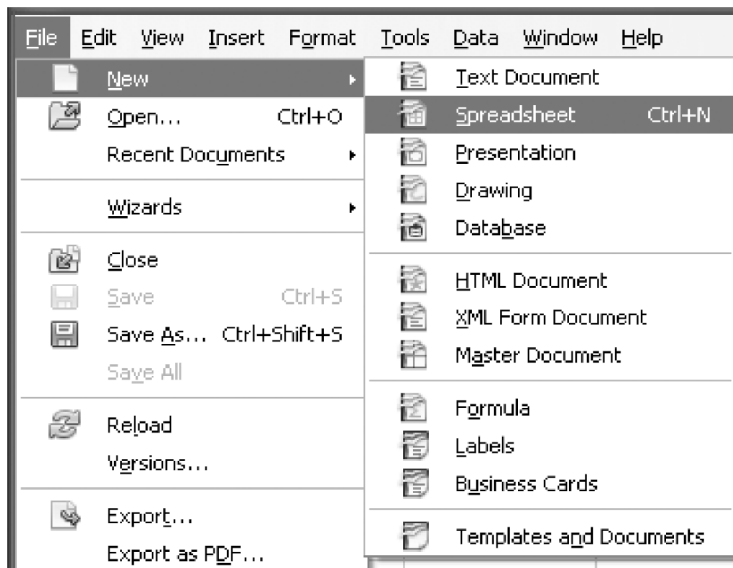 File Edit View Insert Format Tools Data Window Help
New
Open... Ctrl+O
Recent Documents
Wizards
Close
Save Ctrl+S
Save As... Ctrl+Shift+S
Save All
Reload
Versions...
Export...
Export as PDF...
Text Document
Spreadsheet Ctrl+N
Presentation
Drawing
Database
HTML Document
XML Form Document
Master Document
Formula
Labels
Business Cards
Templates and Documents